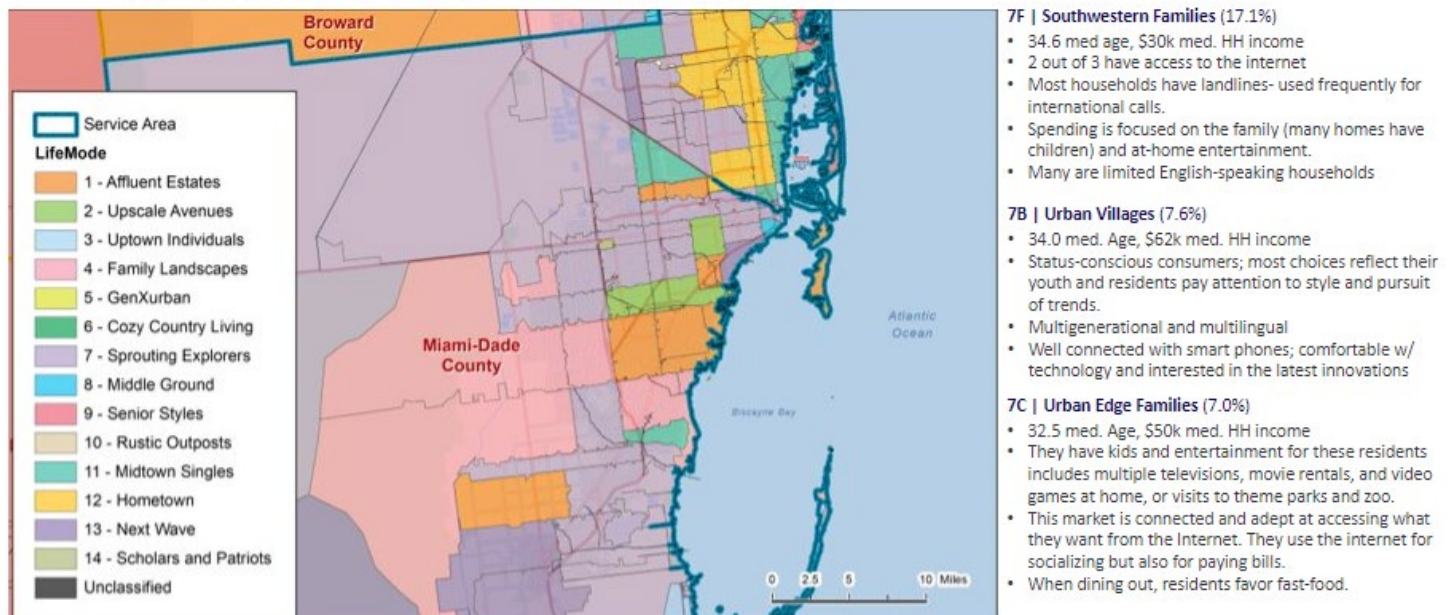 Broward
County
Service Area
LifeMode
1 - Affluent Estates
2 - Upscale Avenues
3 - Uptown Individuals
4 - Family Landscapes
5 - GenXurban
6 - Cozy Country Living
7 - Sprouting Explorers
8 - Middle Ground
9 - Senior Styles
10 - Rustic Outposts
11 - Midtown Singles
12 - Hometown
13 - Next Wave
14 - Scholars and Patriots
Unclassified
Miami-Dade
County
Atlantic
Ocean
Biscayne Bay
0 2.5 5 10 Miles
7F | Southwestern Families (17.1%)
• 34.6 med age, $30k med. HH income
• 2 out of 3 have access to the internet
• Most households have landlines- used frequently for
international calls.
• Spending is focused on the family (many homes have
children) and at-home entertainment.
• Many are limited English-speaking households
7B | Urban Villages (7.6%)
• 34.0 med. Age, $62k med. HH income
• Status-conscious consumers; most choices reflect their
youth and residents pay attention to style and pursuit
of trends.
• Multigenerational and multilingual
• Well connected with smart phones; comfortable w/
technology and interested in the latest innovations
7C | Urban Edge Families (7.0%)
• 32.5 med. Age, $50k med. HH income
• They have kids and entertainment for these residents
includes multiple televisions, movie rentals, and video
games at home, or visits to theme parks and zoo.
• This market is connected and adept at accessing what
they want from the Internet. They use the internet for
socializing but also for paying bills.
• When dining out, residents favor fast-food.